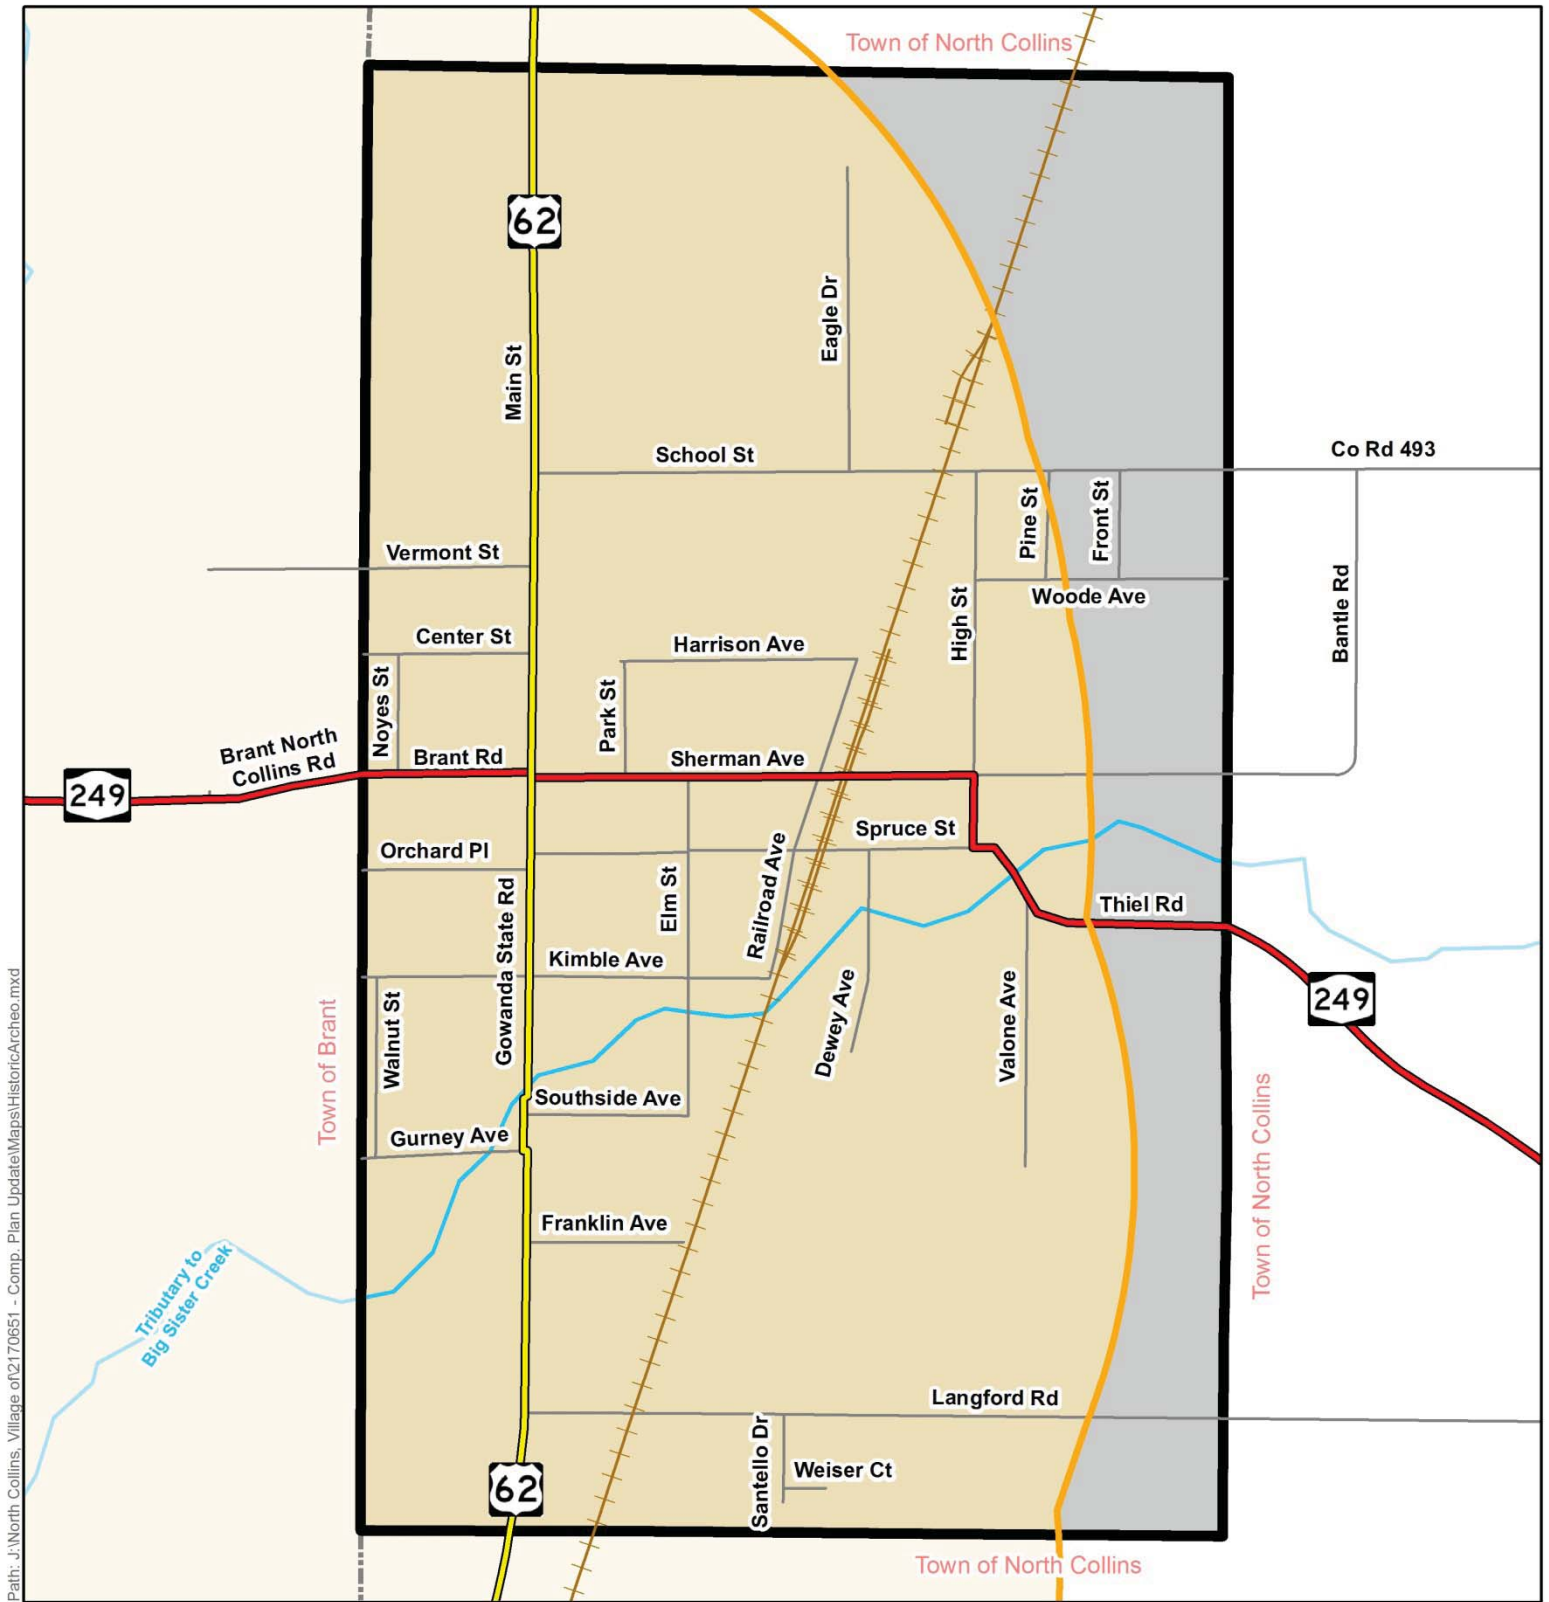 Town of North Collins
62
Main St
Eagle Dr
School St
Co Rd 493
Pine St
Front St
Vermont St
Woode Ave
Bantle Rd
High St
Center St
Harrison Ave
Noyes St
Park St
Brant North
Collins Rd
Brant Rd
Sherman Ave
249
Orchard Pl
Spruce St
Railroad Ave
Elm St
Gowanda State Rd
Thiel Rd
Kimble Ave
Walnut St
Dewey Ave
Valone Ave
249
Town of Brant
Southside Ave
Gurney Ave
Town of North Collins
Franklin Ave
Tributary to
Big Sister Creek
Langford Rd
Santello Dr
Weiser Ct
62
Town of North Collins
Path: J:\North Collins, Village of\2170651 - Comp. Plan Update\Maps\HistoricArcheo.mxd